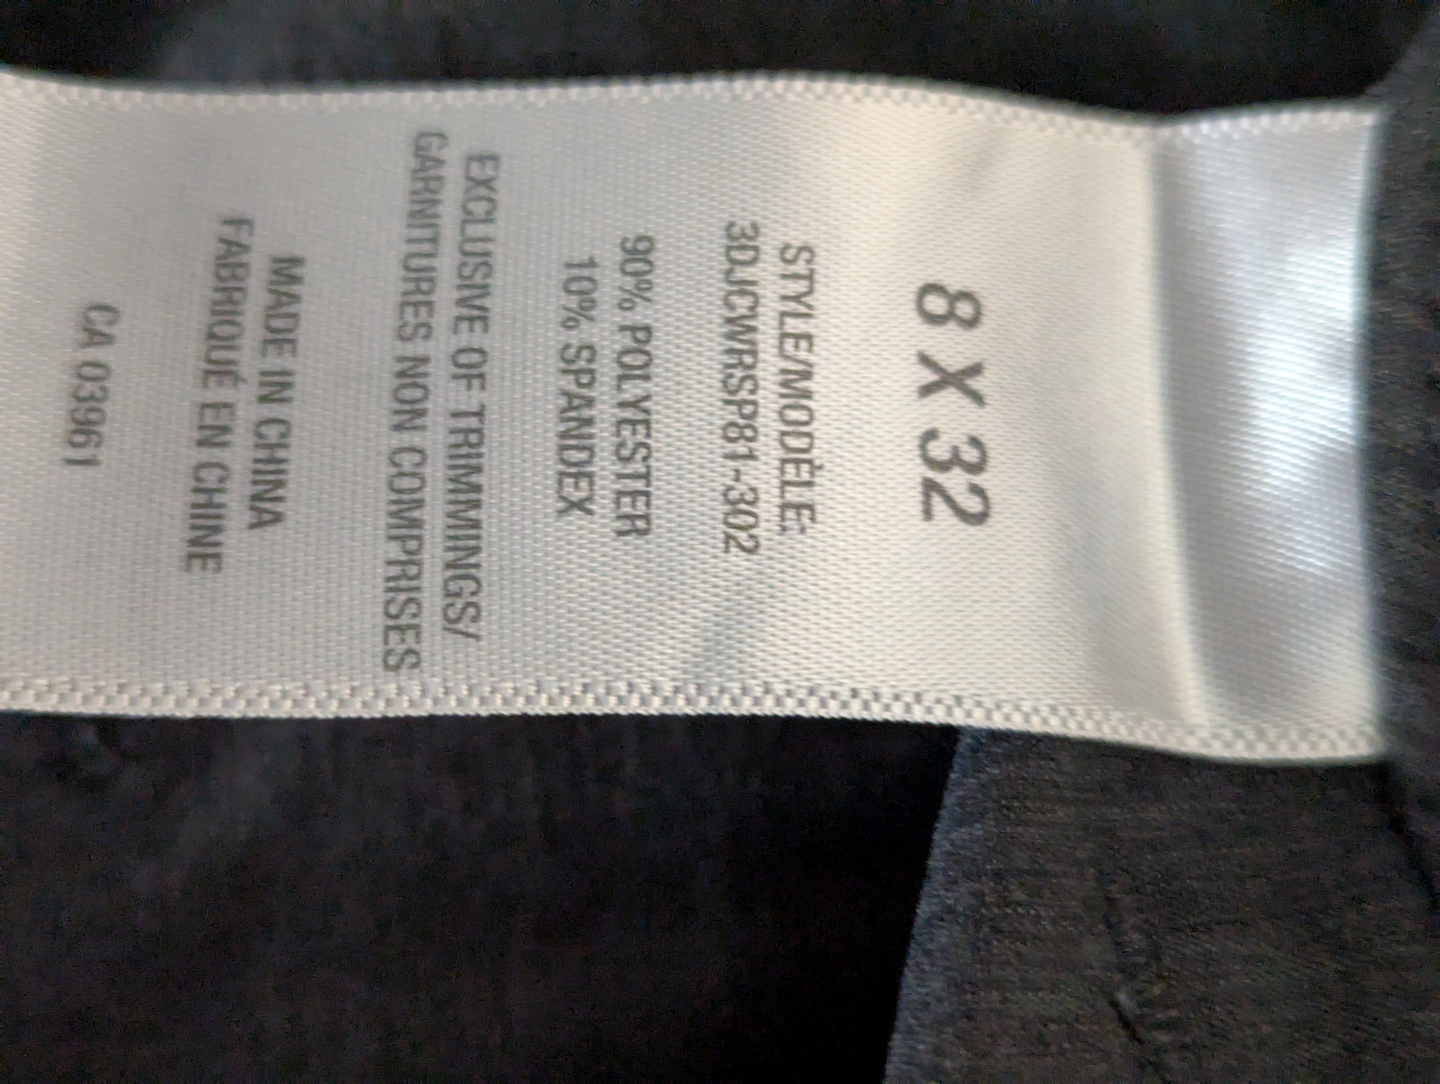 8 X 32
STYLE/MODÈLE:
3DJCWRSP81-302
90% POLYESTER
10% SPANDEX
EXCLUSIVE OF TRIMMINGS/
GARNITURES NON COMPRISES
MADE IN CHINA
FABRIQUÉ EN CHINE
CA 03961